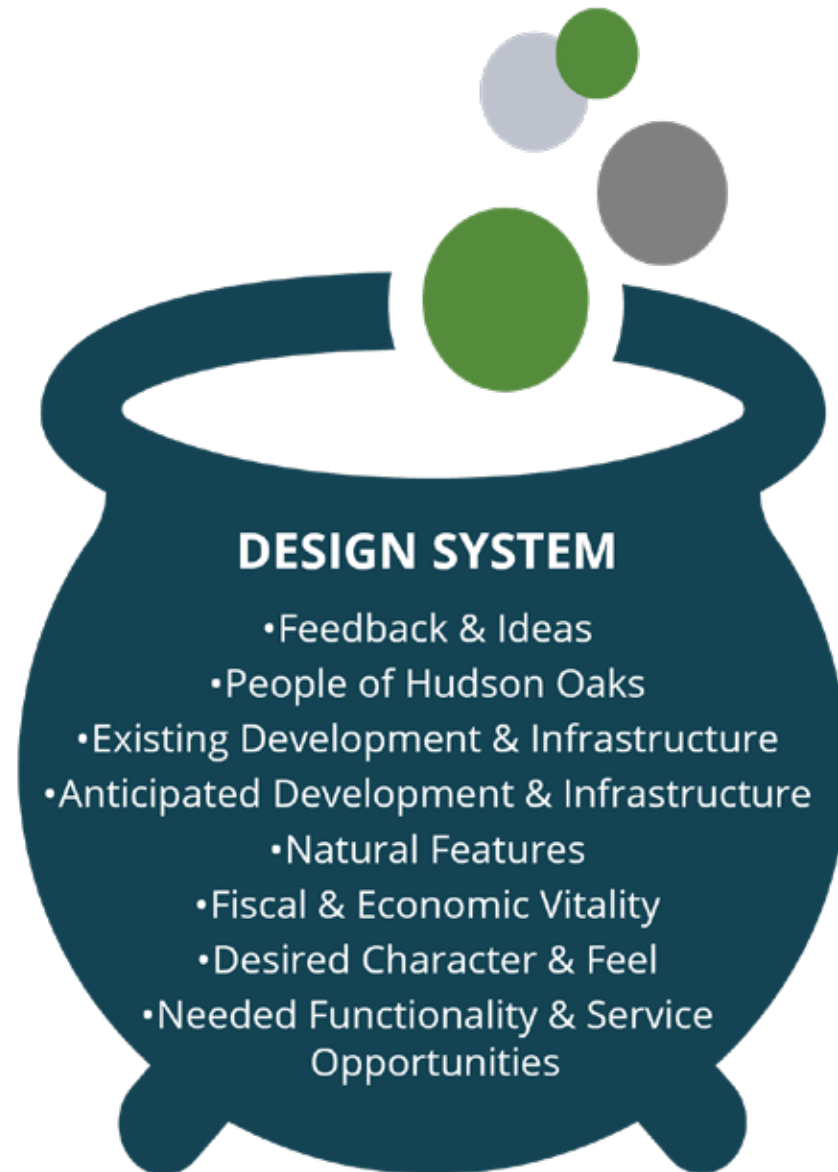 DESIGN SYSTEM
•Feedback & Ideas
•People of Hudson Oaks
•Existing Development & Infrastructure
•Anticipated Development & Infrastructure
•Natural Features
•Fiscal & Economic Vitality
•Desired Character & Feel
•Needed Functionality & Service
Opportunities